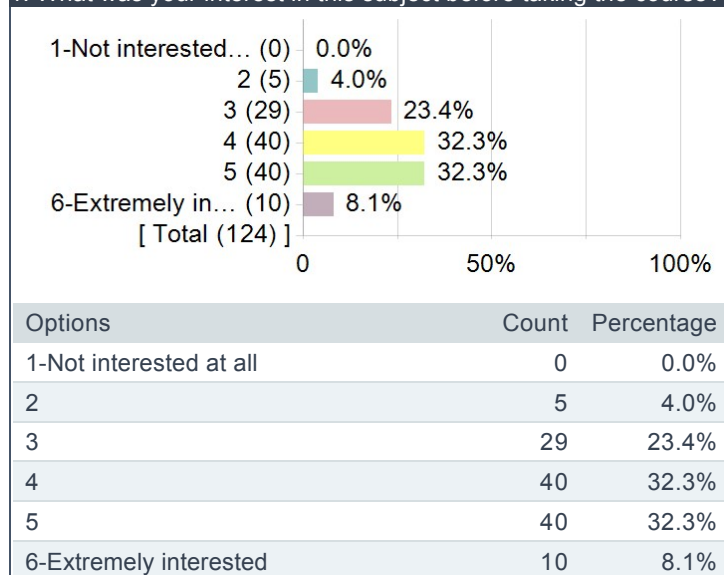 What was your interest in this subject before taking the course?
1-Not interested… (0) 0.0%
2 (5) 4.0%
3 (29) 23.4%
4 (40) 32.3%
5 (40) 32.3%
6-Extremely in… (10) 8.1%
[ Total (124) ]
0 50% 100%
Options Count Percentage
1-Not interested at all 0 0.0%
2 5 4.0%
3 29 23.4%
4 40 32.3%
5 40 32.3%
6-Extremely interested 10 8.1%